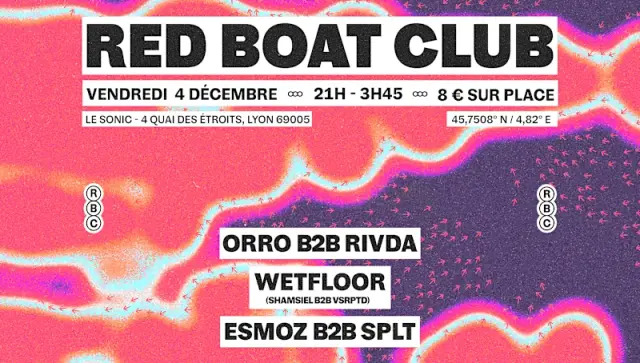 RED BOAT CLUB
VENDREDI 4 DÉCEMBRE 21H - 3H45 8 € SUR PLACE
LE SONIC - 4 QUAI DES ÉTROITS, LYON 69005 45,7508° N / 4,82° E
R R
B B
C C
ORRO B2B RIVDA
WETFLOOR
(SHAMSIEL B2B VSRPTD)
ESMOZ B2B SPLT